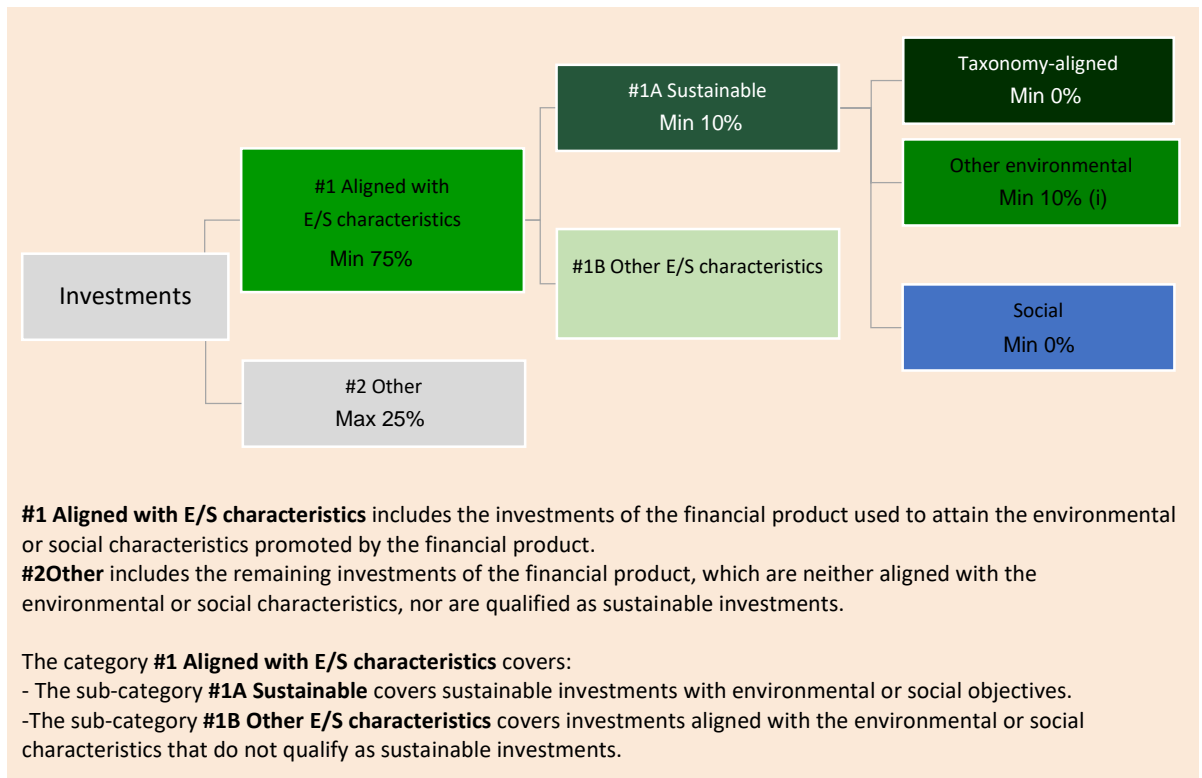 Investments
#1 Aligned with
E/S characteristics
Min 75%
#2 Other
Max 25%
#1A Sustainable
Min 10%
#1B Other E/S characteristics
Taxonomy-aligned
Min 0%
Other environmental
Min 10% (i)
Social
Min 0%
#1 Aligned with E/S characteristics includes the investments of the financial product used to attain the environmental
or social characteristics promoted by the financial product.
#2Other includes the remaining investments of the financial product, which are neither aligned with the
environmental or social characteristics, nor are qualified as sustainable investments.
The category #1 Aligned with E/S characteristics covers:
- The sub-category #1A Sustainable covers sustainable investments with environmental or social objectives.
-The sub-category #1B Other E/S characteristics covers investments aligned with the environmental or social
characteristics that do not qualify as sustainable investments.